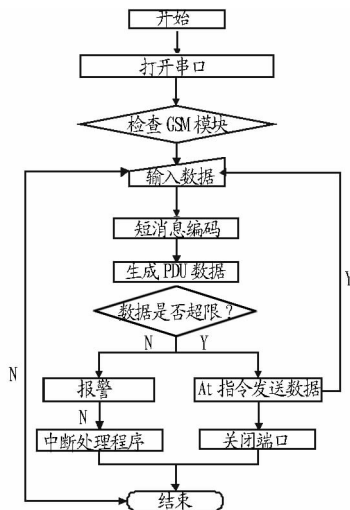 开始
打开串口
检查 GSM 模块
输入数据
短消息编码
生成 PDU 数据
Y
数据是否超限？
N Y
N
报警
At 指令发送数据
N
中断处理程序
关闭端口
结束